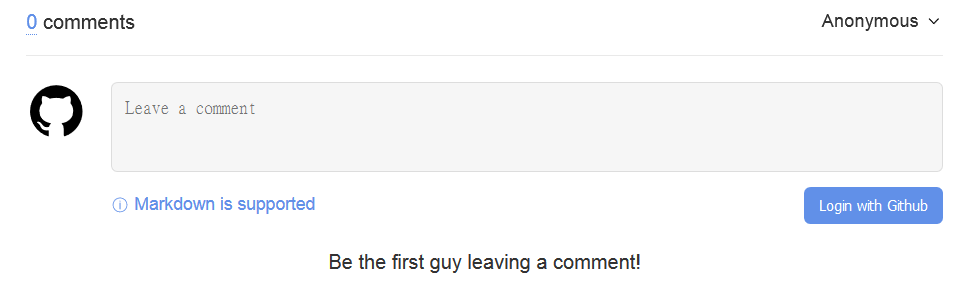 0 comments
Anonymous
Leave a comment
Markdown is supported
Login with Github
Be the first guy leaving a comment!